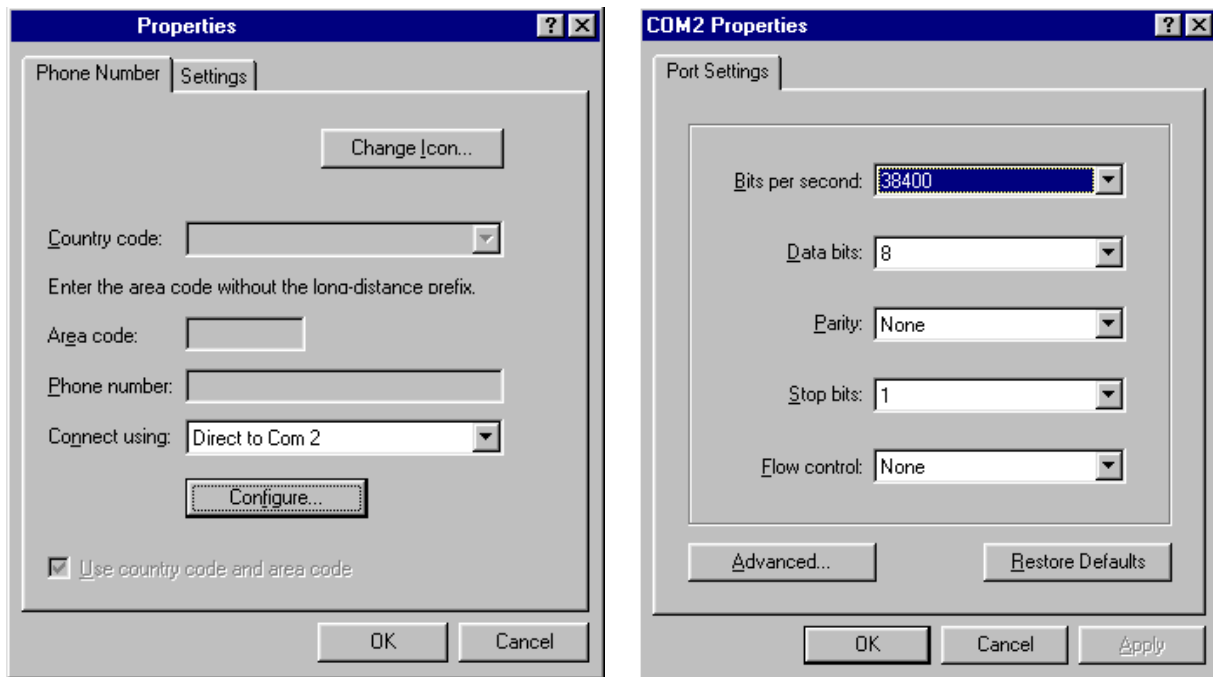 Properties
Phone Number Settings
Change Icon...
Country code:
Enter the area code without the long-distance prefix.
Area code:
Phone number:
Connect using: Direct to Com 2
Configure...
Use country code and area code
OK Cancel
COM2 Properties
Port Settings
Bits per second: 38400
Data bits: 8
Parity: None
Stop bits: 1
Flow control: None
Advanced... Restore Defaults
OK Cancel Apply